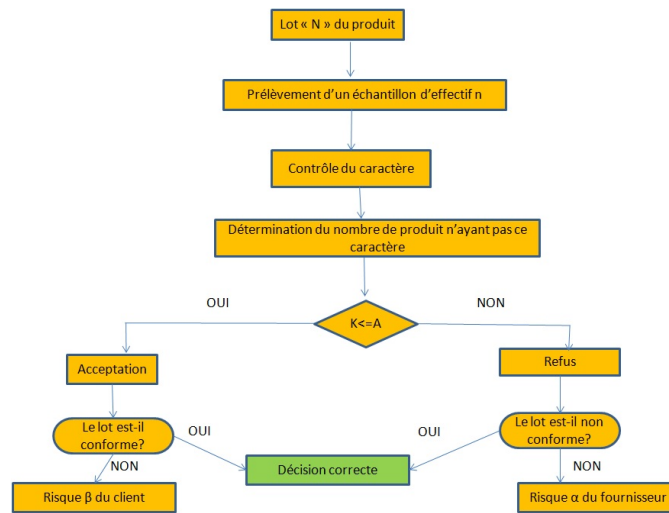 Lot « N » du produit
Prélèvement d'un échantillon d'effectif n
Contrôle du caractère
Détermination du nombre de produit n'ayant pas ce
caractère
OUI
NON
K<=A
Acceptation
Refus
Le lot est-il
conforme?
Le lot est-il non
conforme?
OUI
OUI
NON
NON
Décision correcte
Risque β du client
Risque α du fournisseur